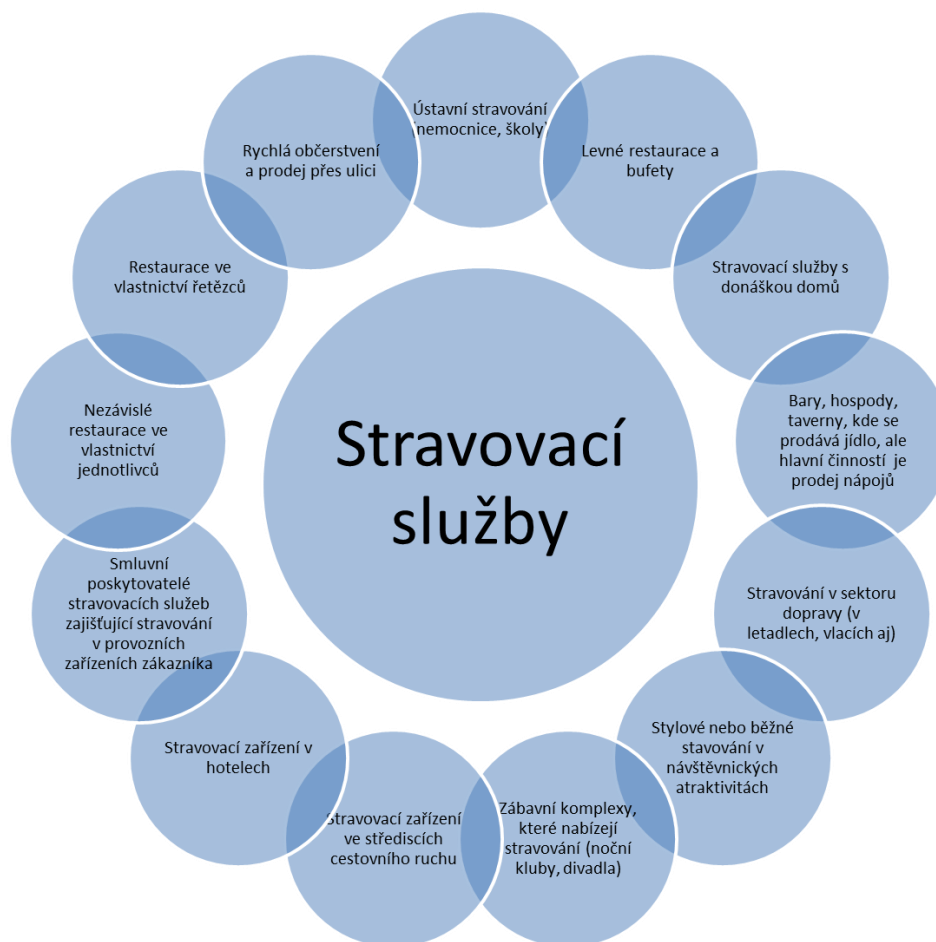 Ústavní stravování
(nemocnice, školy)
Levné restaurace a
bufety
Stravovací služby s
donáškou domů
Bary, hospody,
taverny, kde se
prodává jídlo, ale
hlavní činností je
prodej nápojů
Stravování v sektoru
dopravy (v
letadlech, vlacích aj)
Stylové nebo běžné
stavování v
návštěvnických
atraktivitách
Zábavní komplexy,
které nabízejí
stravování (noční
kluby, divadla)
Stravovací zařízení
ve střediscích
cestovního ruchu
Stravovací zařízení v
hotelech
Smluvní
poskytovatelé
stravovacích služeb
zajišťující stravování
v provozních
zařízeních zákazníka
Nezávislé
restaurace ve
vlastnictví
jednotlivců
Restaurace ve
vlastnictví řetězců
Rychlá občerstvení
a prodej přes ulici
Stravovací
služby